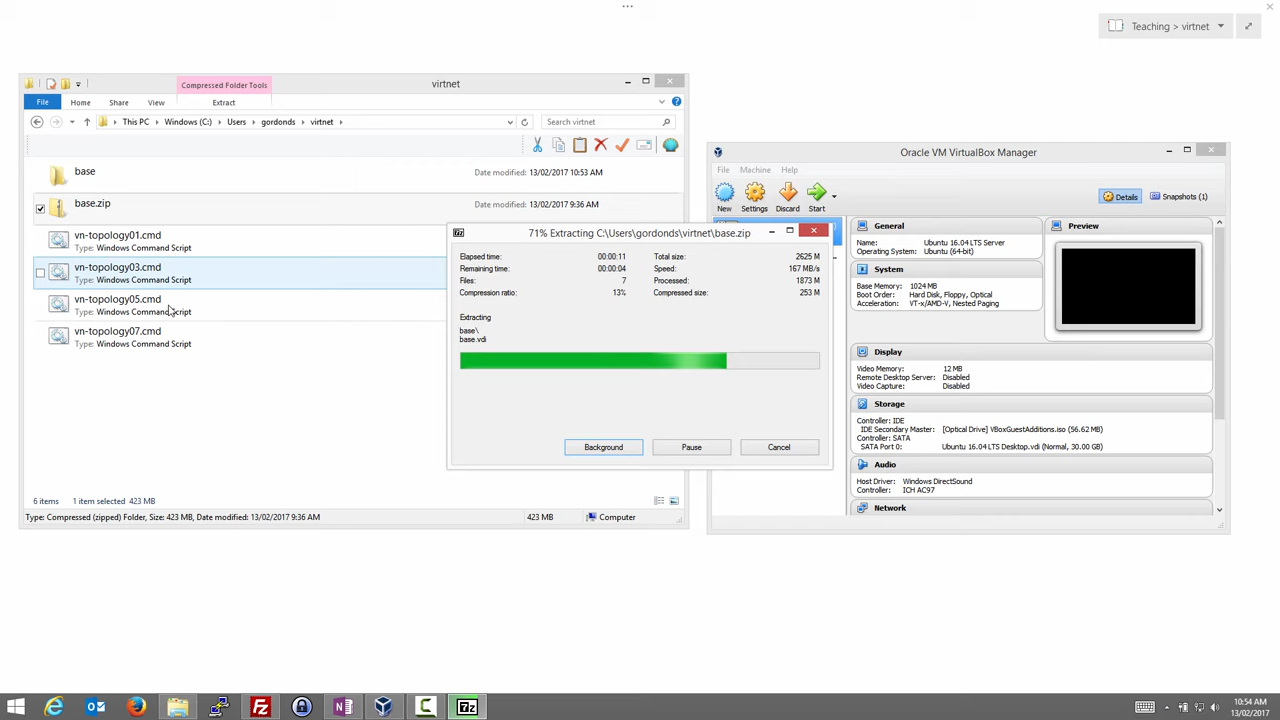 Teaching > virtnet
Compressed Folder Tools
virtnet
File
Home
Share
View
Extract
This PC
Windows (C:)
Users
gordonds
virtnet
Search virtnet
base
Date modified: 13/02/2017 10:53 AM
base.zip
Date modified: 13/02/2017 9:36 AM
vn-topology01.cmd
Type: Windows Command Script
vn-topology03.cmd
Type: Windows Command Script
vn-topology05.cmd
Type: Windows Command Script
vn-topology07.cmd
Type: Windows Command Script
6 items 1 item selected 423 MB
Type: Compressed (zipped) Folder, Size: 423 MB, Date modified: 13/02/2017 9:36 AM
423 MB
Computer
7z
71% Extracting C:\Users\gordonds\virtnet\base.zip
Elapsed time: 00:00:11
Total size: 2625 M
Remaining time: 00:00:04
Speed: 167 MB/s
Files: 7
Processed: 1873 M
Compression ratio: 13%
Compressed size: 253 M
Extracting
base\
base.vdi
Background
Pause
Cancel
Oracle VM VirtualBox Manager
File
Machine
Help
New
Settings
Discard
Start
Details
Snapshots (1)
General
Name: Ubuntu 16.04 LTS Server
Operating System: Ubuntu (64-bit)
Preview
System
Base Memory: 1024 MB
Boot Order: Hard Disk, Floppy, Optical
Acceleration: VT-x/AMD-V, Nested Paging
Display
Video Memory: 12 MB
Remote Desktop Server: Disabled
Video Capture: Disabled
Storage
Controller: IDE
IDE Secondary Master: [Optical Drive] VBoxGuestAdditions.iso (56.62 MB)
Controller: SATA
SATA Port 0: Ubuntu 16.04 LTS Desktop.vdi (Normal, 30.00 GB)
Audio
Host Driver: Windows DirectSound
Controller: ICH AC97
Network
7z
10:54 AM
13/02/2017